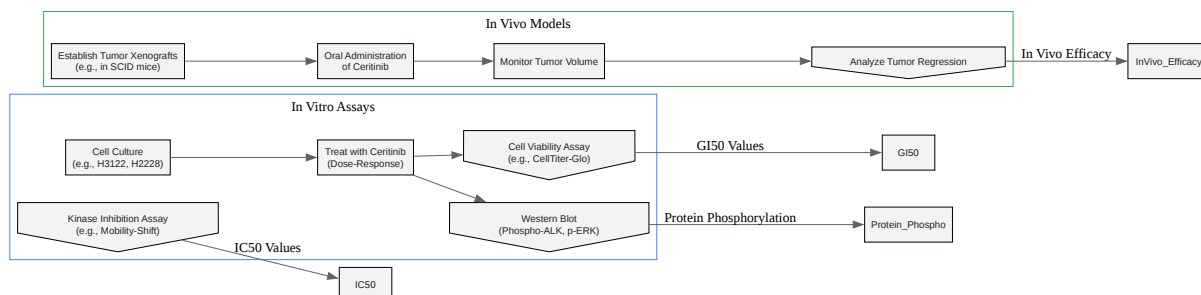 In Vivo Models
Establish Tumor Xenografts
(e.g., in SCID mice)
Oral Administration
of Ceritinib
Monitor Tumor Volume
Analyze Tumor Regression
In Vivo Efficacy
InVivo_Efficacy
In Vitro Assays
Cell Culture
(e.g., H3122, H2228)
Treat with Ceritinib
(Dose-Response)
Cell Viability Assay
(e.g., CellTiter-Glo)
GI50 Values
GI50
Kinase Inhibition Assay
(e.g., Mobility-Shift)
Western Blot
(Phospho-ALK, p-ERK)
Protein Phosphorylation
Protein_Phospho
IC50 Values
IC50